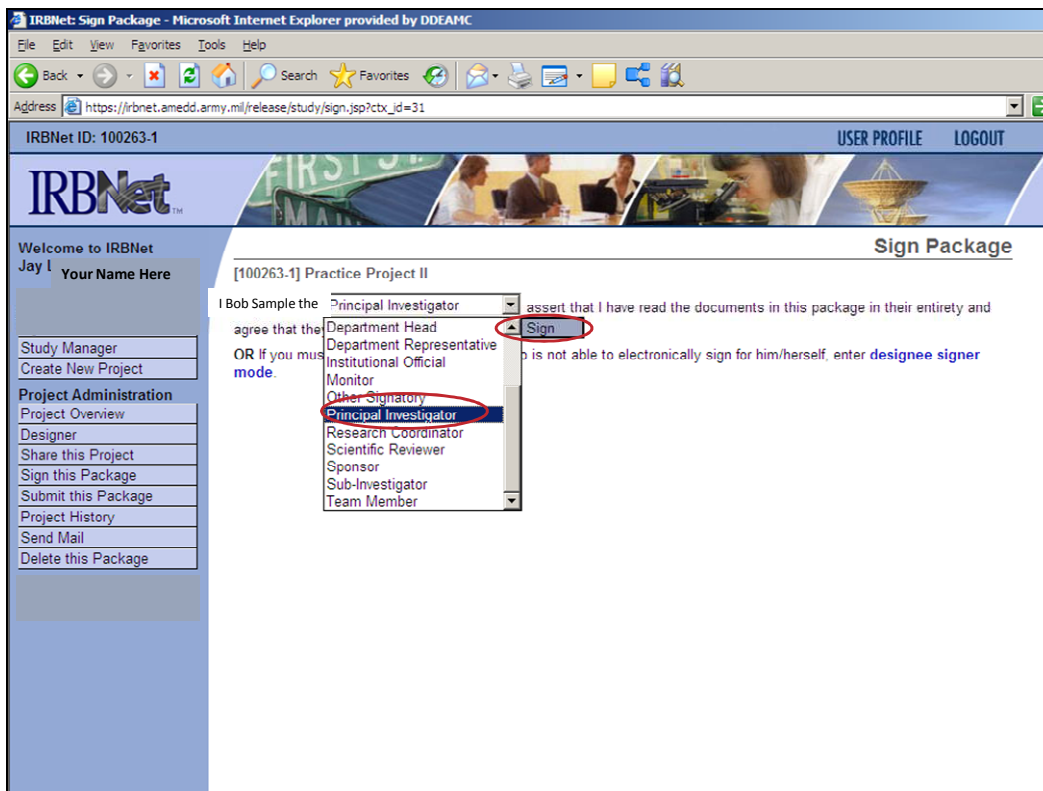 IRBNet: Sign Package - Microsoft Internet Explorer provided by DDEAMC
File Edit View Favorites Tools Help
Back Search Favorites
Address https://irbnet.amedd.army.mil/release/study/sign.jsp?ctx_id=31
IRBNet ID: 100263-1 USER PROFILE LOGOUT
FIRST ST.
MAIN
IRBNet TM
Welcome to IRBNet
Jay
Your Name Here
Study Manager
Create New Project
Project Administration
Project Overview
Designer
Share this Project
Sign this Package
Submit this Package
Project History
Send Mail
Delete this Package
Sign Package
[100263-1] Practice Project II
I Bob Sample the Principal Investigator assert that I have read the documents in this package in their entirety and
agree that they Sign
OR If you mus is not able to electronically sign for him/herself, enter designee signer
mode.
Department Head
Department Representative
Institutional Official
Monitor
Other Signatory
Principal Investigator
Research Coordinator
Scientific Reviewer
Sponsor
Sub-Investigator
Team Member